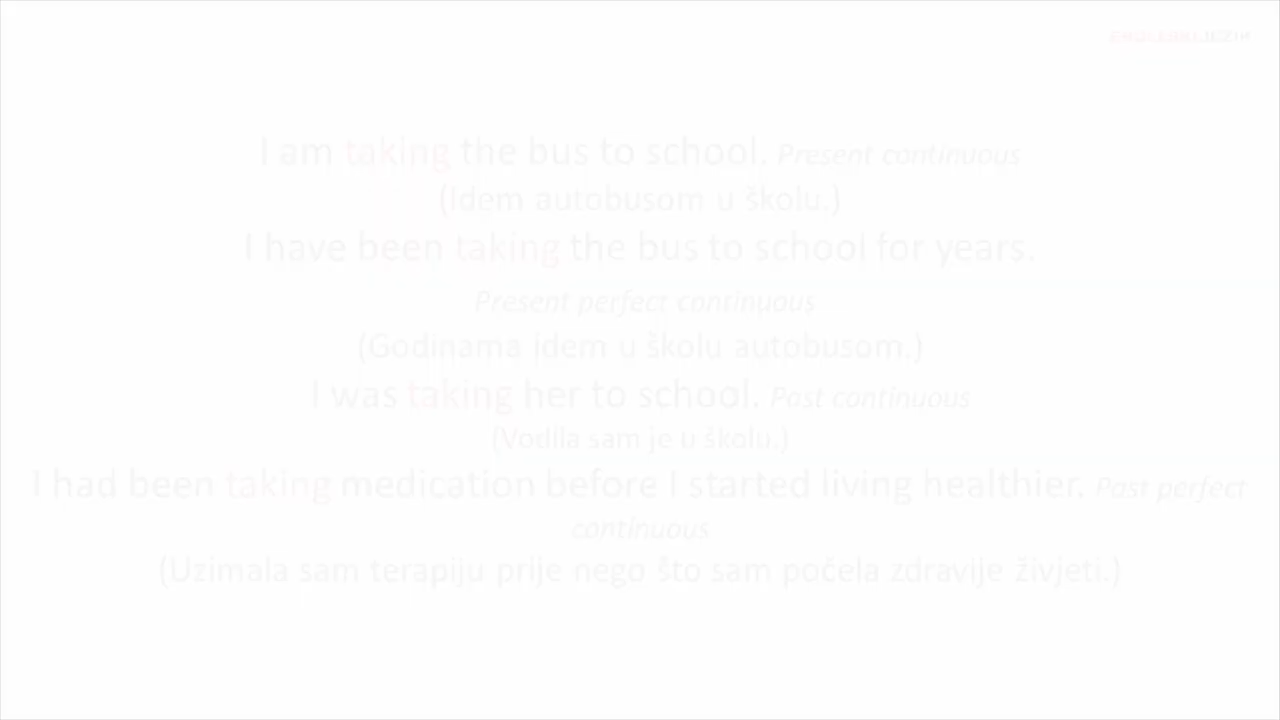 ENGLESKIJEZIK
I am taking the bus to school. Present continuous
(Idem autobusom u školu.)
I have been taking the bus to school for years.
Present perfect continuous
(Godinama idem u školu autobusom.)
I was taking her to school. Past continuous
(Vodila sam je u školu.)
I had been taking medication before I started living healthier. Past perfect
continuous
(Uzimala sam terapiju prije nego što sam počela zdravije živjeti.)